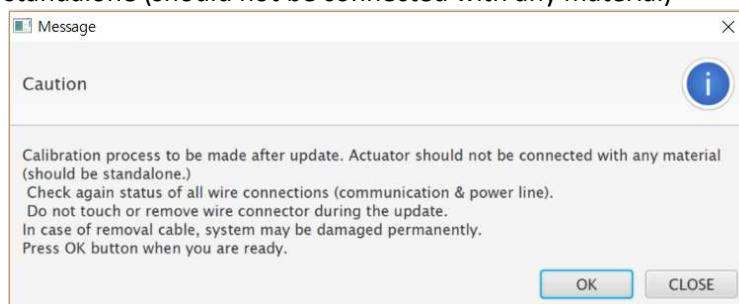 standalone (should not be connected with any material)
Message
Caution
Calibration process to be made after update. Actuator should not be connected with any material
(should be standalone.)
Check again status of all wire connections (communication & power line).
Do not touch or remove wire connector during the update.
In case of removal cable, system may be damaged permanently.
Press OK button when you are ready.
OK CLOSE